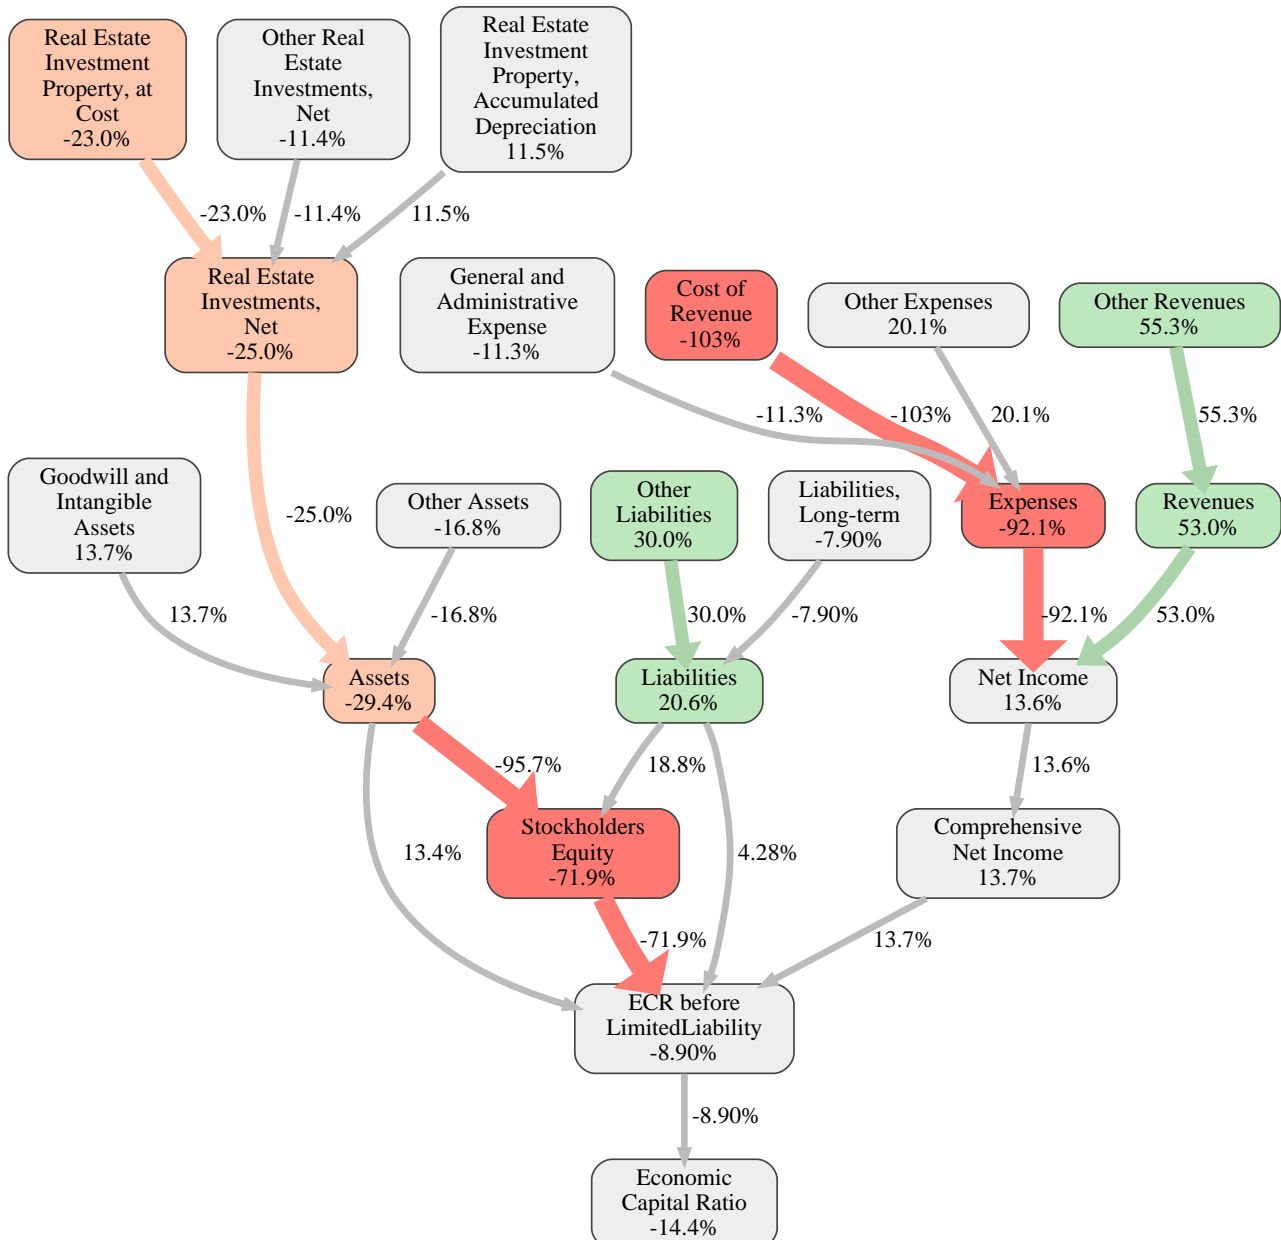 Real Estate
Investment
Property, at
Cost
-23.0%
Other Real
Estate
Investments,
Net
-11.4%
Real Estate
Investment
Property,
Accumulated
Depreciation
11.5%
-23.0%
-11.4%
11.5%
Real Estate
Investments,
Net
-25.0%
General and
Administrative
Expense
-11.3%
Cost of
Revenue
-103%
Other Expenses
20.1%
Other Revenues
55.3%
-11.3%
-103%
20.1%
55.3%
Goodwill and
Intangible
Assets
13.7%
-25.0%
Other Assets
-16.8%
Other
Liabilities
30.0%
Liabilities,
Long-term
-7.90%
Expenses
-92.1%
Revenues
53.0%
13.7%
-16.8%
30.0%
-7.90%
-92.1%
53.0%
Assets
-29.4%
Liabilities
20.6%
Net Income
13.6%
-95.7%
18.8%
13.6%
Stockholders
Equity
-71.9%
Comprehensive
Net Income
13.7%
13.4%
4.28%
-71.9%
13.7%
ECR before
LimitedLiability
-8.90%
-8.90%
Economic
Capital Ratio
-14.4%